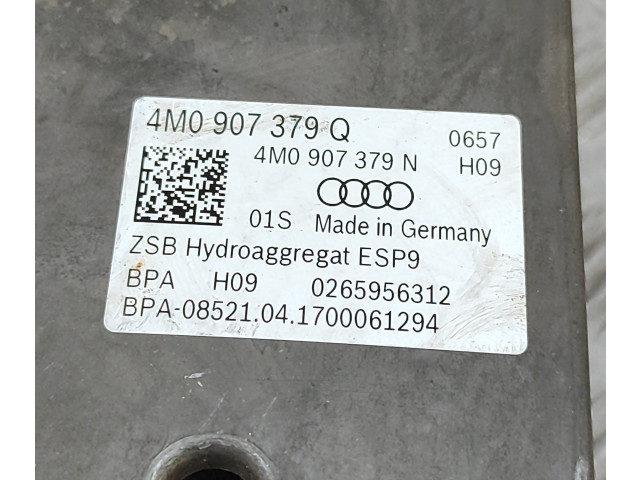 4M0 907 379 Q 0657
4M0 907 379 N H09
01S Made in Germany
ZSB Hydroaggregat ESP9
BPA H09 0265956312
BPA-08521.04.1700061294